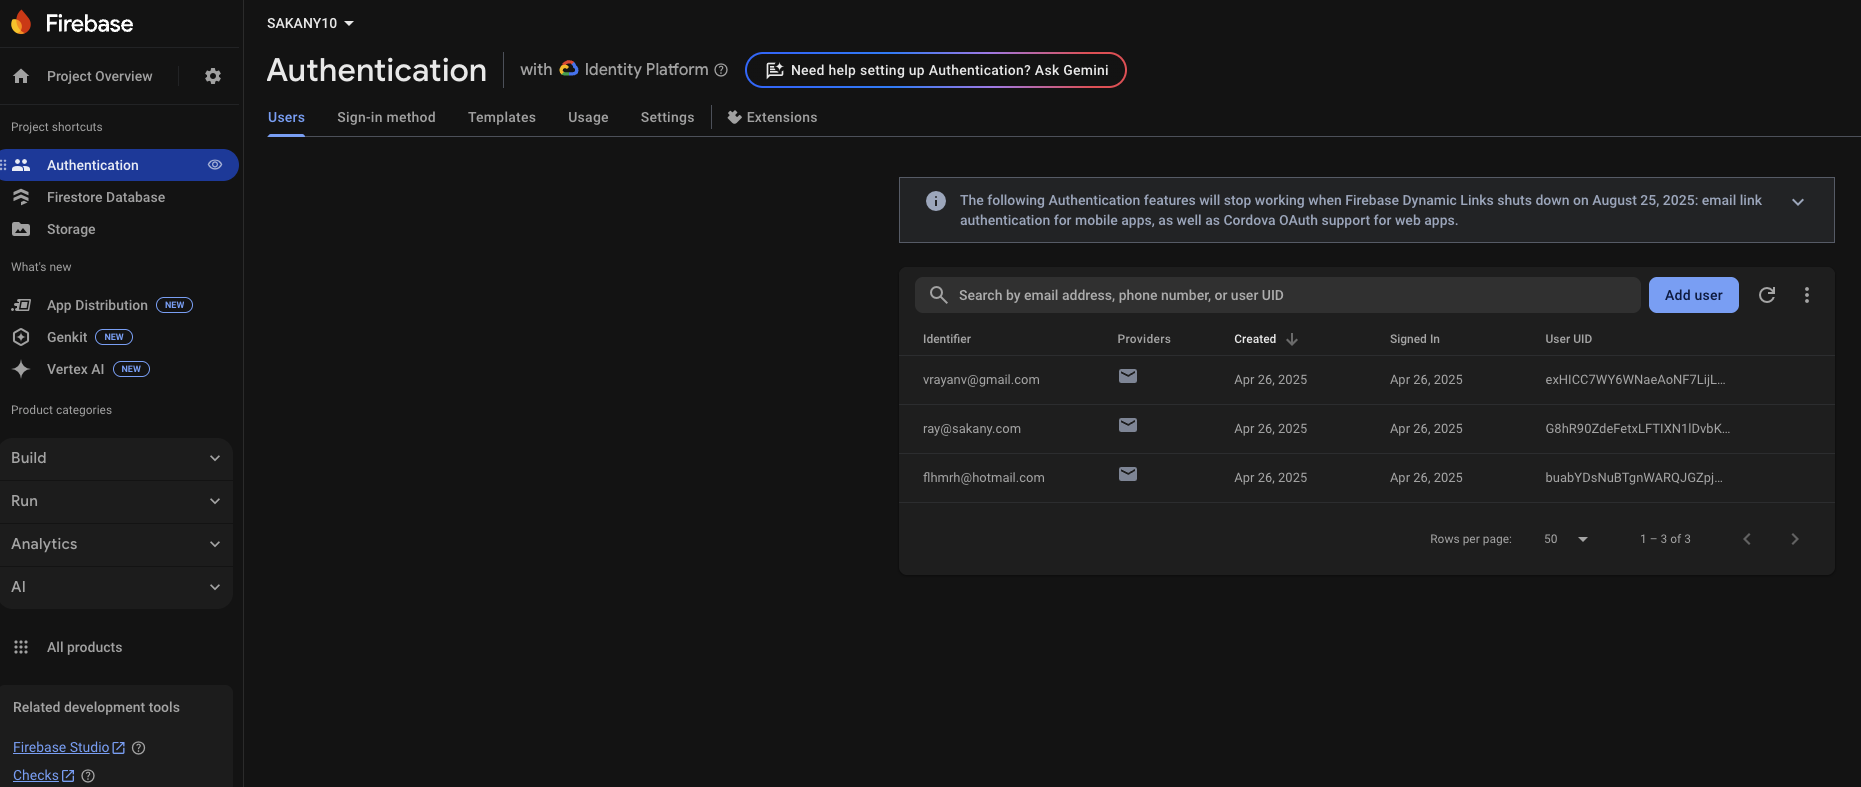 Firebase
Project Overview
Project shortcuts
Authentication
Firestore Database
Storage
What's new
App Distribution NEW
Genkit NEW
Vertex AI NEW
Product categories
Build
Run
Analytics
AI
All products
Related development tools
Firebase Studio
Checks
SAKANY10
Authentication
with Identity Platform
Need help setting up Authentication? Ask Gemini
Users Sign-in method Templates Usage Settings Extensions
The following Authentication features will stop working when Firebase Dynamic Links shuts down on August 25, 2025: email link
authentication for mobile apps, as well as Cordova OAuth support for web apps.
Search by email address, phone number, or user UID Add user
Identifier Providers Created Signed In User UID
vrayanv@gmail.com Apr 26, 2025 Apr 26, 2025 exHICC7WY6WNaeAoNF7LijL...
ray@sakany.com Apr 26, 2025 Apr 26, 2025 G8hR90ZdeFetxLFTIXN1lDvbK...
flhmrh@hotmail.com Apr 26, 2025 Apr 26, 2025 buabYDsNuBTgnWARQJGZpj...
Rows per page: 50 1 – 3 of 3